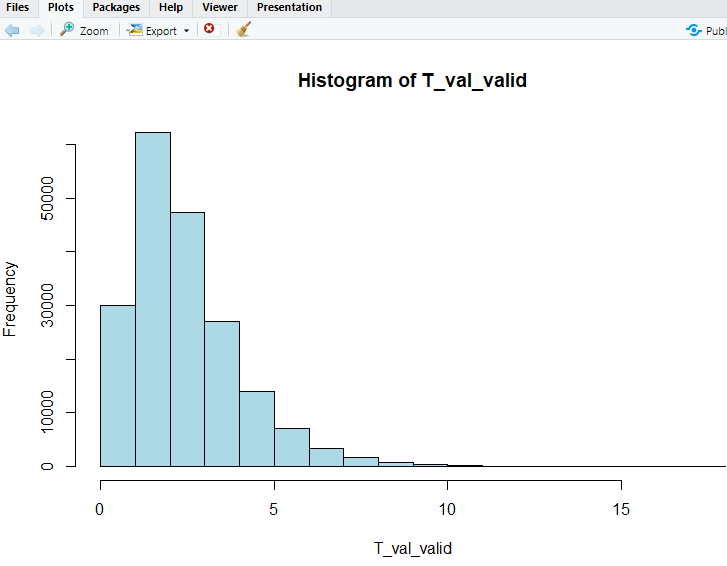 Files Plots Packages Help Viewer Presentation
Zoom Export Publ
Histogram of T_val_valid
Frequency
50000
30000
10000
0
0 5 10 15
T_val_valid